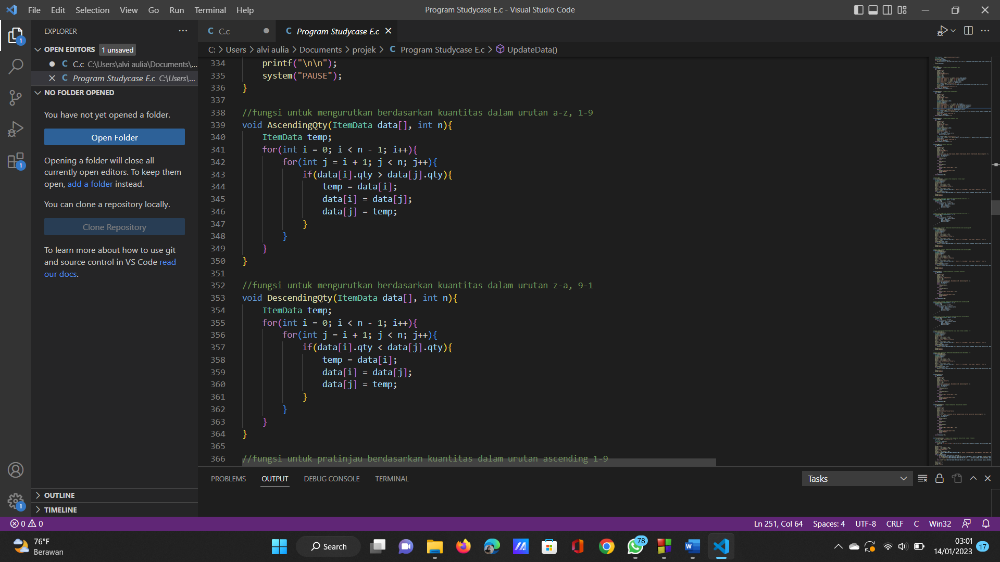 File Edit Selection View Go Run Terminal Help
Program Studycase E.c - Visual Studio Code
EXPLORER
C C.c
C Program Studycase E.c
OPEN EDITORS 1 unsaved
C C.c C:\Users\alvi aulia\Documents\...
C Program Studycase E.c C:\Users\...
NO FOLDER OPENED
You have not yet opened a folder.
Open Folder
Opening a folder will close all
currently open editors. To keep them
open, add a folder instead.
You can clone a repository locally.
Clone Repository
To learn more about how to use git
and source control in VS Code read
our docs.
OUTLINE
TIMELINE
1
1
1
C: > Users > alvi aulia > Documents > projek > C Program Studycase E.c > UpdateData()
334 printf("\n\n");
335 system("PAUSE");
336 }
337
338 //fungsi untuk mengurutkan berdasarkan kuantitas dalam urutan a-z, 1-9
339 void AscendingQty(ItemData data[], int n){
340 ItemData temp;
341 for(int i = 0; i < n - 1; i++){
342 for(int j = i + 1; j < n; j++){
343 if(data[i].qty > data[j].qty){
344 temp = data[i];
345 data[i] = data[j];
346 data[j] = temp;
347 }
348 }
349 }
350 }
351
352 //fungsi untuk mengurutkan berdasarkan kuantitas dalam urutan z-a, 9-1
353 void DescendingQty(ItemData data[], int n){
354 ItemData temp;
355 for(int i = 0; i < n - 1; i++){
356 for(int j = i + 1; j < n; j++){
357 if(data[i].qty < data[j].qty){
358 temp = data[i];
359 data[i] = data[j];
360 data[j] = temp;
361 }
362 }
363 }
364 }
365
366 //fungsi untuk pratinjau berdasarkan kuantitas dalam urutan ascending 1-9
PROBLEMS OUTPUT DEBUG CONSOLE TERMINAL
Tasks
0 0
Ln 251, Col 64 Spaces: 4 UTF-8 CRLF C Win32
76°F
Berawan
Search
78
W
03:01
14/01/2023
17